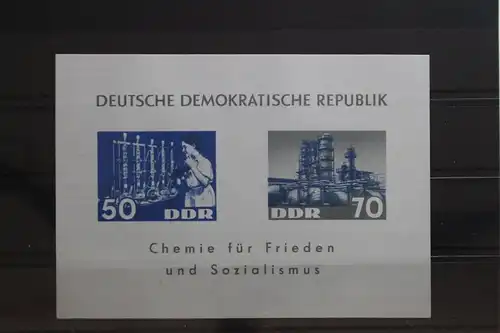 DEUTSCHE DEMOKRATISCHE REPUBLIK
50 DDR
DDR 70
Chemie für Frieden
und Sozialismus